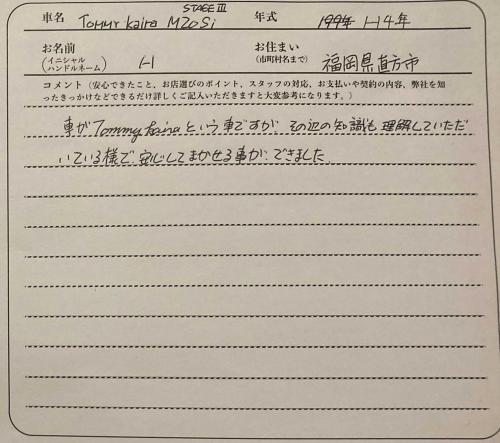 STAGE III
車名 Tommy kaira M20Si 年式 199年 H14年
お名前 お住まい
(イニシャル ハンドルネーム) H (市町村名まで) 福岡県直方市
コメント（安心できたこと、お店選びのポイント、スタッフの対応、お支払いや契約の内容、弊社を知
ったきっかけなどできるだけ詳しくご記入いただきますと大変参考になります。）
車がTommy kairaという車ですが、その辺の知識も理解していただ
いている様で、安心してまかせる事が、できました